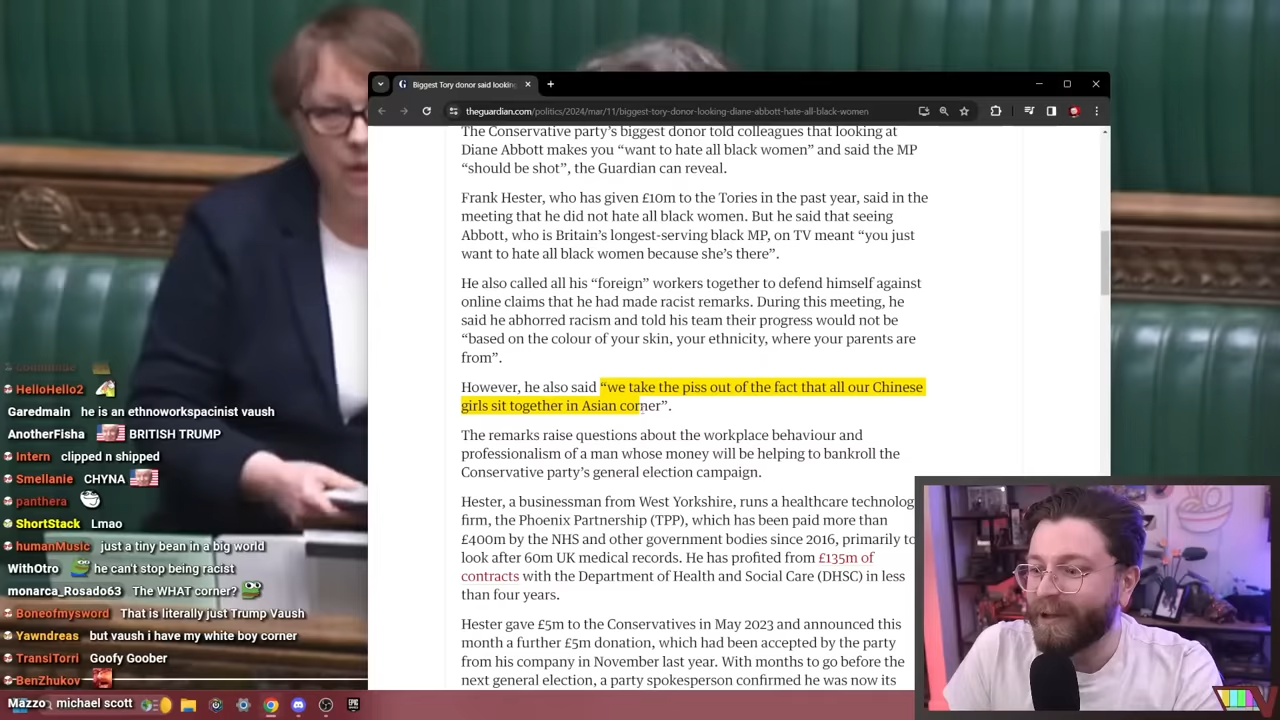 Biggest Tory donor said looking
theguardian.com/politics/2024/mar/11/biggest-tory-donor-looking-diane-abbott-hate-all-black-women
The Conservative party's biggest donor told colleagues that looking at
Diane Abbott makes you “want to hate all black women” and said the MP
“should be shot”, the Guardian can reveal.
Frank Hester, who has given £10m to the Tories in the past year, said in the
meeting that he did not hate all black women. But he said that seeing
Abbott, who is Britain's longest-serving black MP, on TV meant “you just
want to hate all black women because she's there”.
He also called all his “foreign” workers together to defend himself against
online claims that he had made racist remarks. During this meeting, he
said he abhorred racism and told his team their progress would not be
“based on the colour of your skin, your ethnicity, where your parents are
from”.
However, he also said “we take the piss out of the fact that all our Chinese
girls sit together in Asian corner”.
The remarks raise questions about the workplace behaviour and
professionalism of a man whose money will be helping to bankroll the
Conservative party's general election campaign.
Hester, a businessman from West Yorkshire, runs a healthcare technolog
firm, the Phoenix Partnership (TPP), which has been paid more than
£400m by the NHS and other government bodies since 2016, primarily to
look after 60m UK medical records. He has profited from £135m of
contracts with the Department of Health and Social Care (DHSC) in less
than four years.
Hester gave £5m to the Conservatives in May 2023 and announced this
month a further £5m donation, which had been accepted by the party
from his company in November last year. With months to go before the
next general election, a party spokesperson confirmed he was now its
HelloHello2
Garedmain he is an ethnoworkspacinist vaush
AnotherFisha BRITISH TRUMP
Intern clipped n shipped
Smellanie CHYNA
panthera
ShortStack Lmao
humanMusic just a tiny bean in a big world
WithOtro he can't stop being racist
monarca_Rosado63 The WHAT corner?
Boneofmysword That is literally just Trump Vaush
Yawndreas but vaush i have my white boy corner
TransiTorri Goofy Goober
BenZhukov
Mazzo michael scott